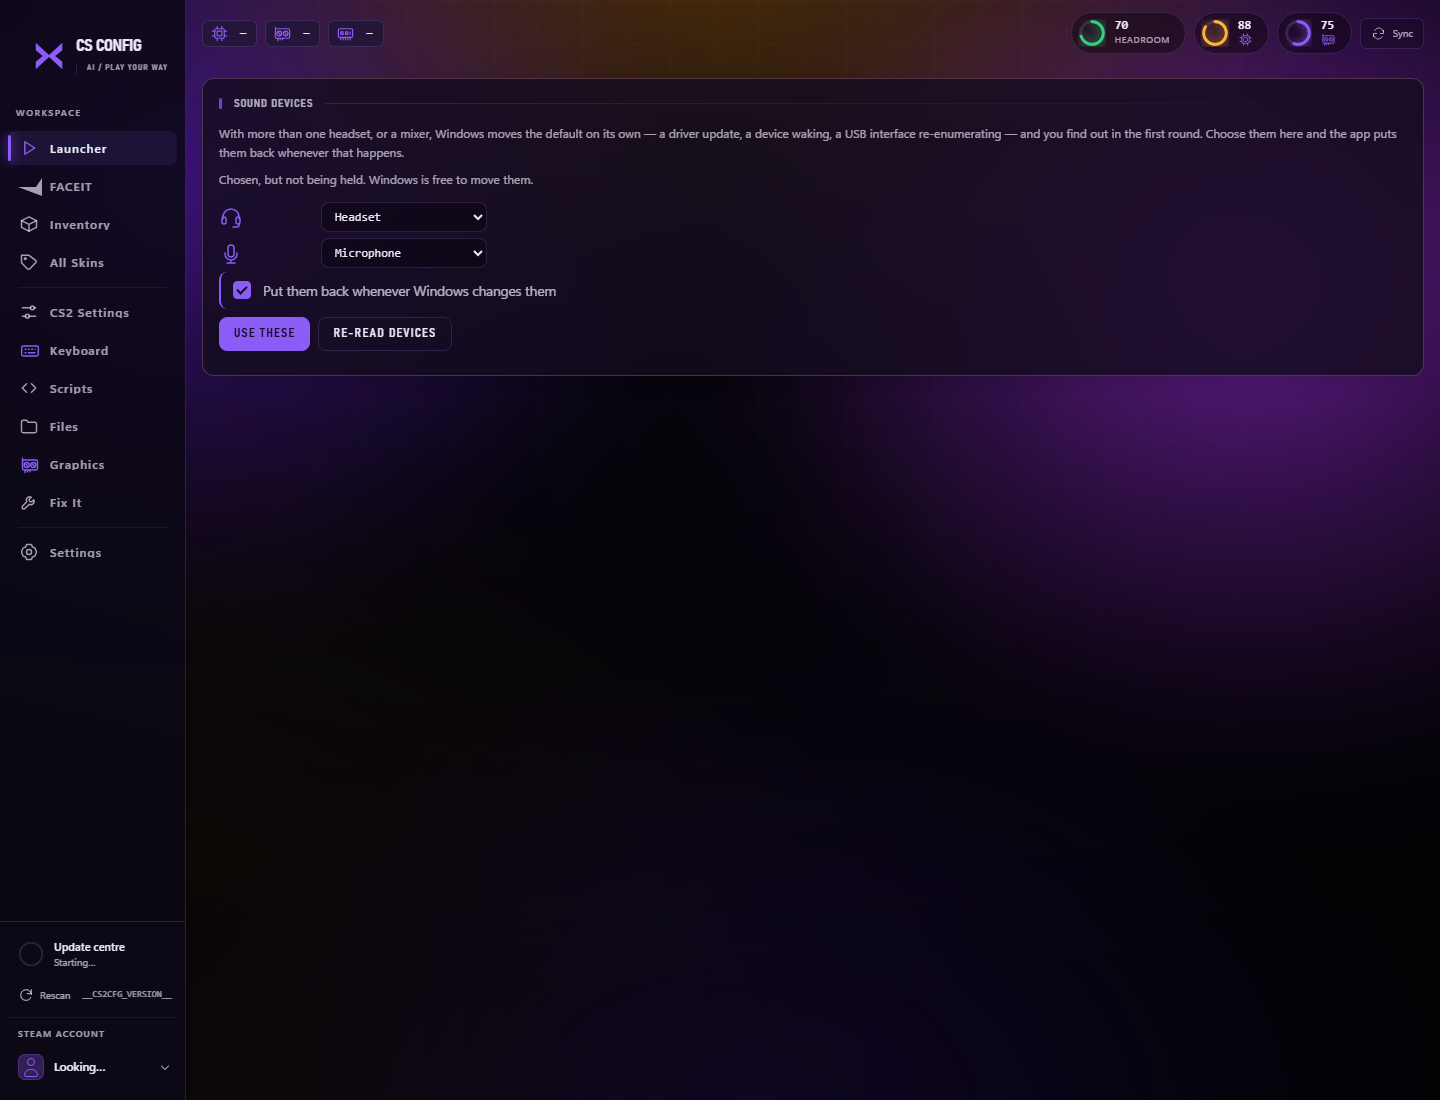 CS CONFIG
AI / PLAY YOUR WAY
WORKSPACE
Launcher
FACEIT
Inventory
All Skins
CS2 Settings
Keyboard
Scripts
Files
Graphics
Fix It
Settings
Update centre
Starting...
Rescan __CS2CFG_VERSION__
STEAM ACCOUNT
Looking...
– – –
70
HEADROOM
88
75
Sync
SOUND DEVICES
With more than one headset, or a mixer, Windows moves the default on its own — a driver update, a device waking, a USB interface re-enumerating — and you find out in the first round. Choose them here and the app puts
them back whenever that happens.
Chosen, but not being held. Windows is free to move them.
Headset
Microphone
Put them back whenever Windows changes them
USE THESE RE-READ DEVICES